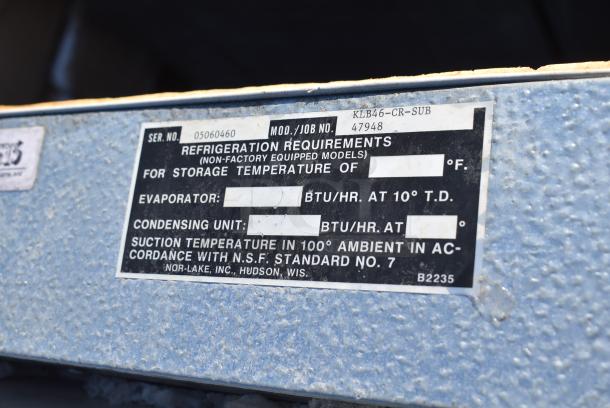 SER. NO. 05060460 MOD./JOB NO. KLB46-CR-SUB
47948
REFRIGERATION REQUIREMENTS
(NON-FACTORY EQUIPPED MODELS)
FOR STORAGE TEMPERATURE OF °F.
EVAPORATOR: BTU/HR. AT 10° T.D.
CONDENSING UNIT: BTU/HR. AT °
SUCTION TEMPERATURE IN 100° AMBIENT IN AC-
CORDANCE WITH N.S.F. STANDARD NO. 7
NOR-LAKE, INC., HUDSON, WIS.
B2235